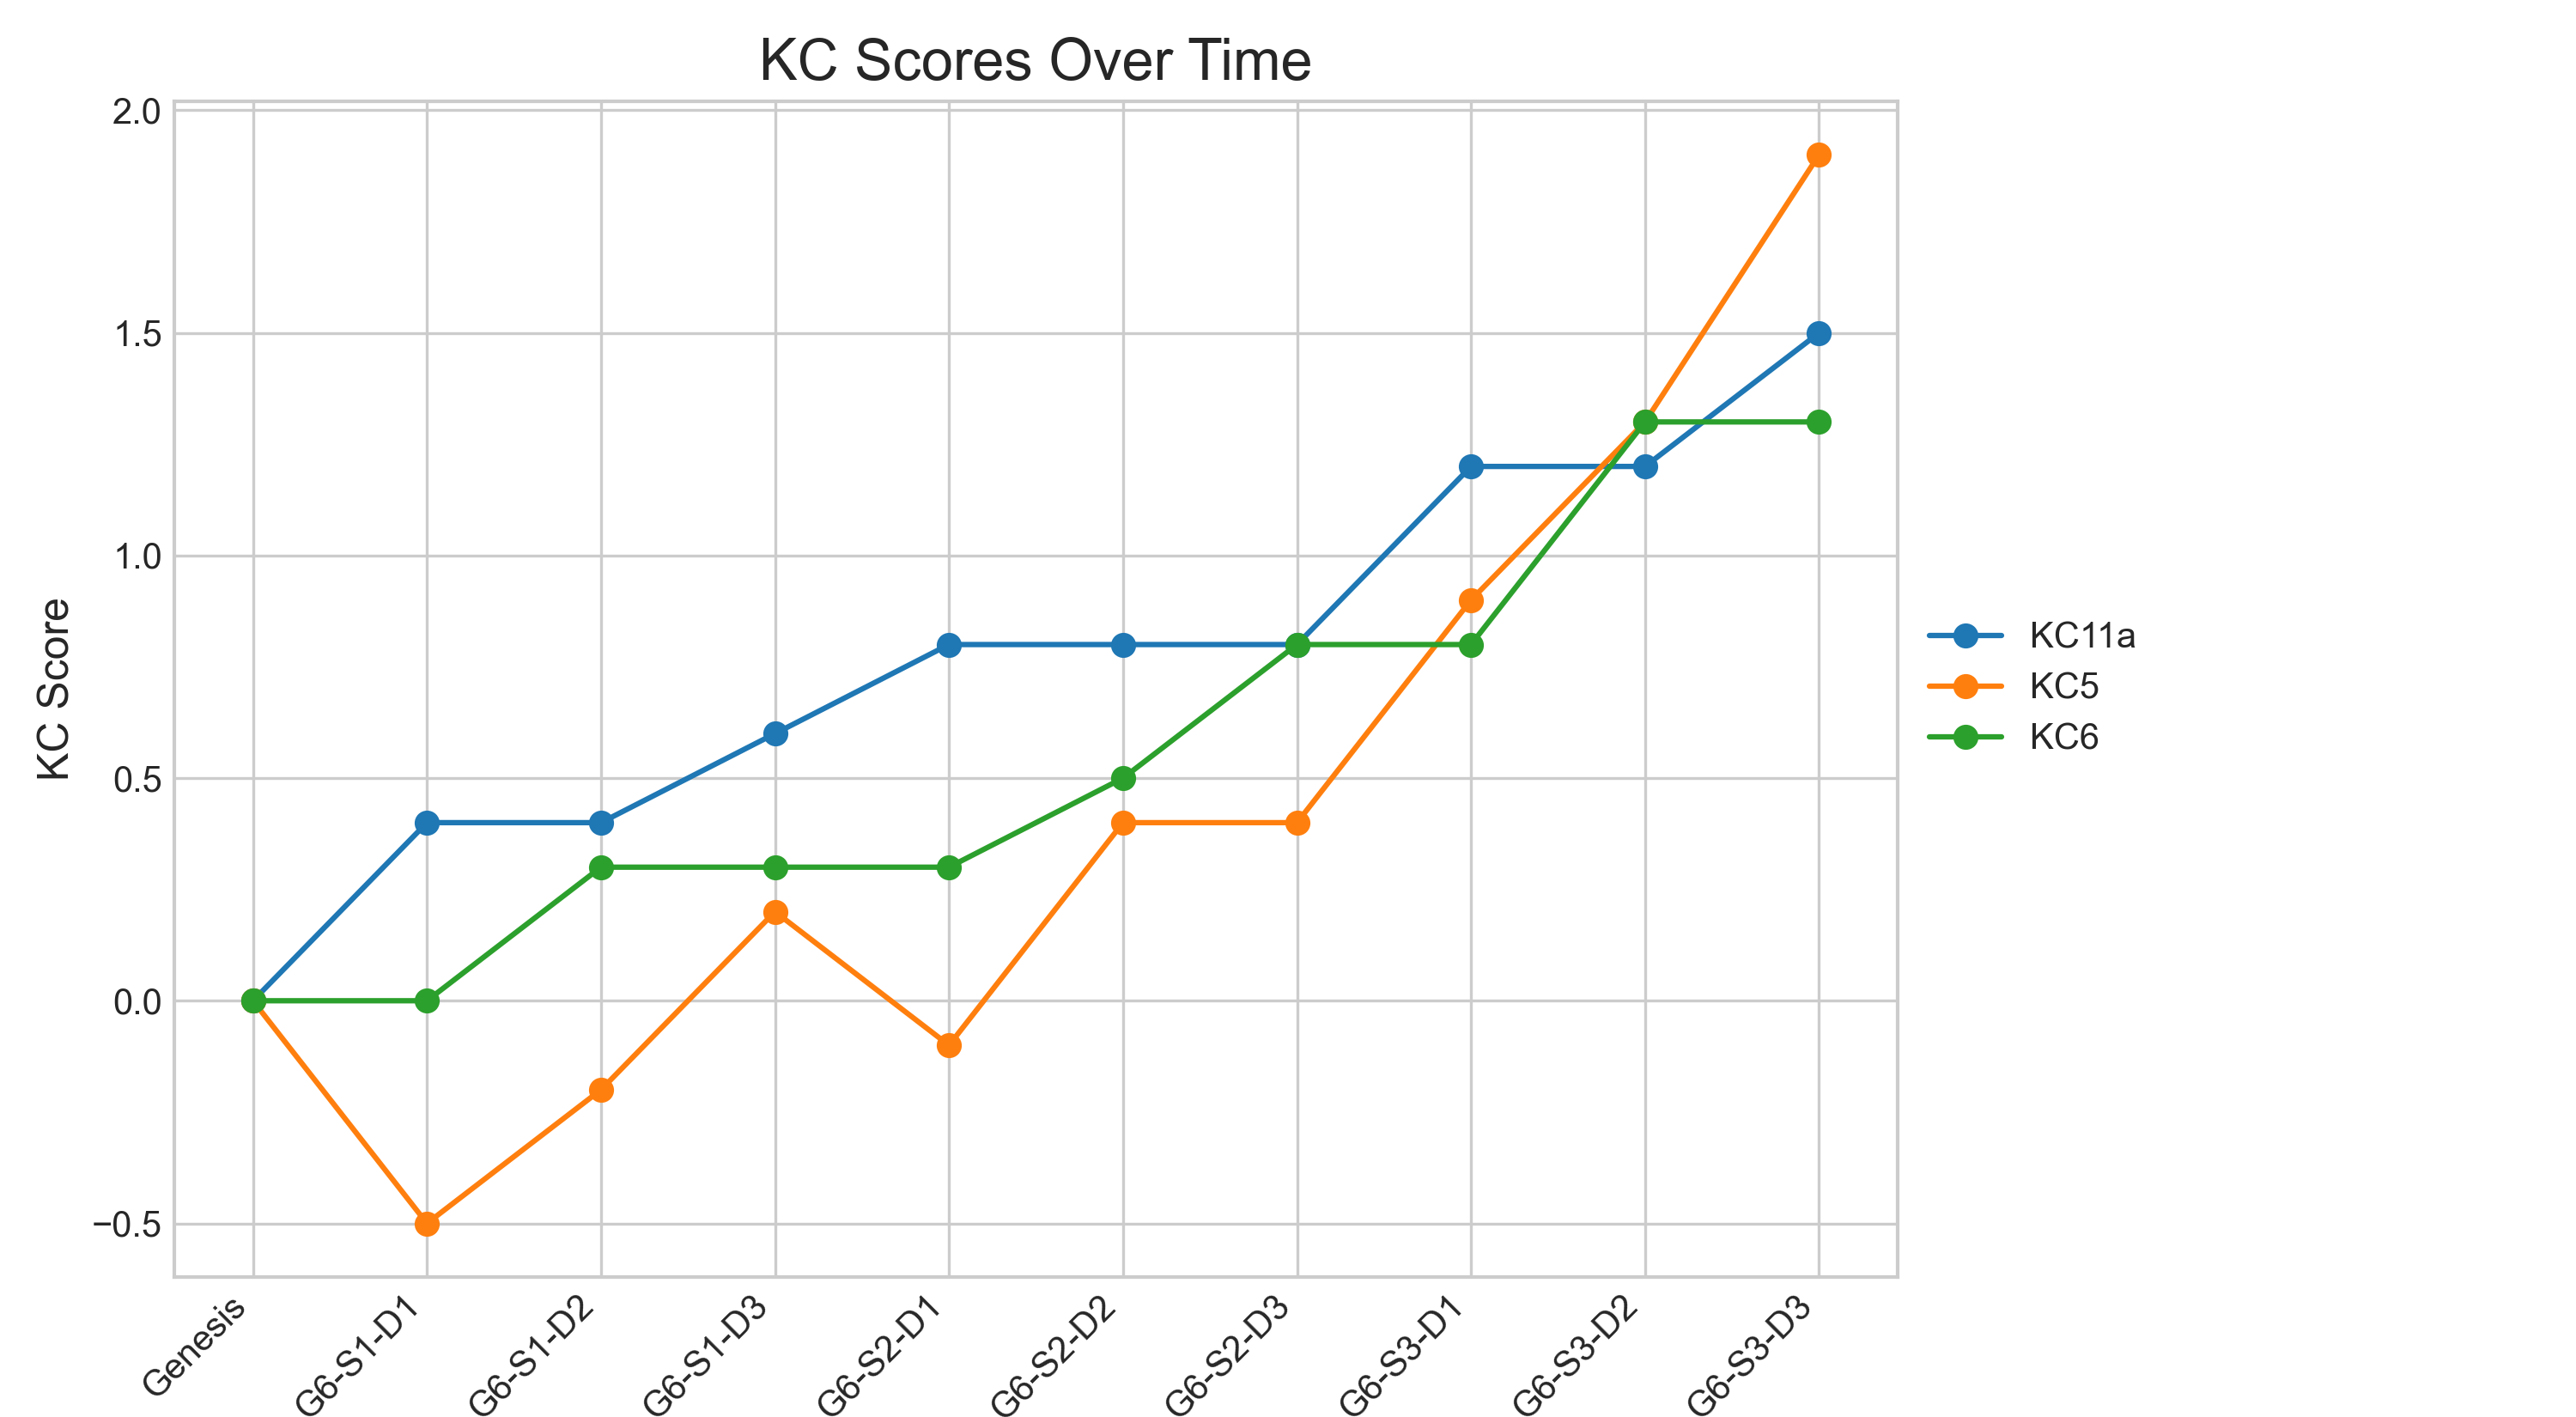 KC Scores Over Time
2.0
1.5
1.0
0.5
0.0
−0.5
KC Score
Genesis
G6-S1-D1
G6-S1-D2
G6-S1-D3
G6-S2-D1
G6-S2-D2
G6-S2-D3
G6-S3-D1
G6-S3-D2
G6-S3-D3
KC11a
KC5
KC6